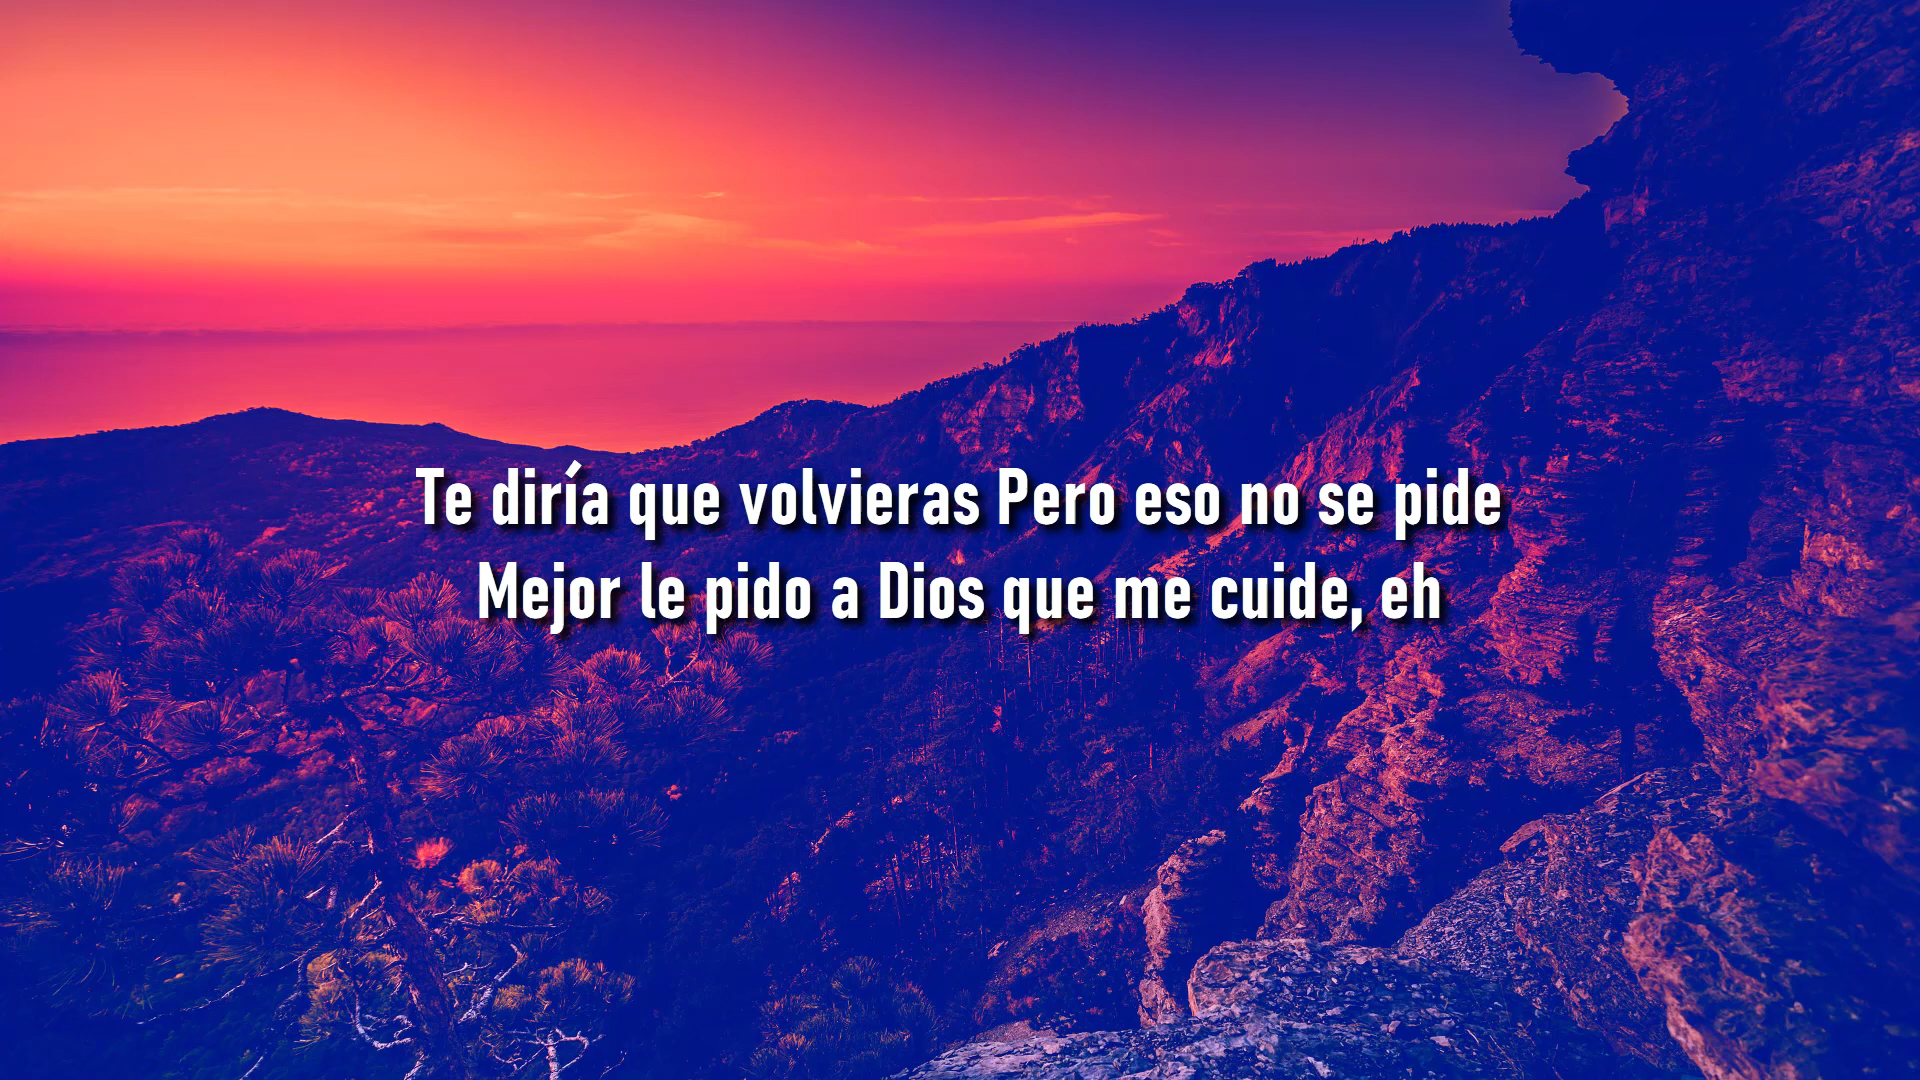 Te diría que volvieras Pero eso no se pide
Mejor le pido a Dios que me cuide, eh